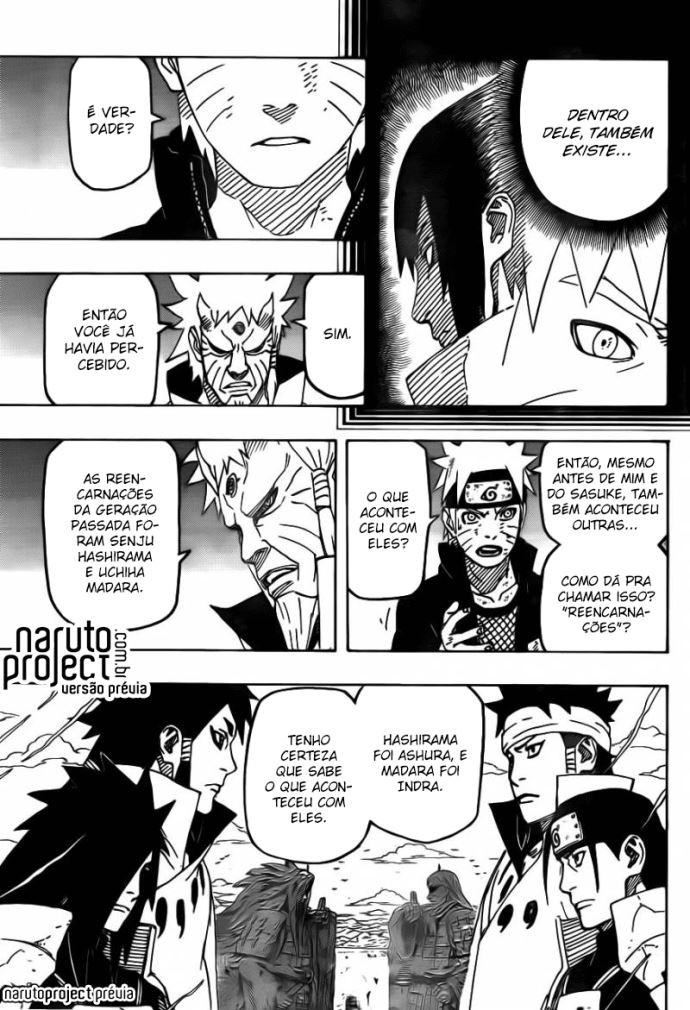 DENTRO
DELE, TAMBÉM
EXISTE...
É VER-
DADE?
SIM.
ENTÃO
VOCÊ JÁ
HAVIA PER-
CEBIDO.
ENTÃO, MESMO
ANTES DE MIM E
DO SASUKE, TAM-
BÉM ACONTECEU
OUTRAS...
COMO DÁ PRA
CHAMAR ISSO?
"REENCARNA-
ÇÕES"?
O QUE
ACONTE-
CEU COM
ELES?
AS REEN-
CARNAÇÕES
DA GERAÇÃO
PASSADA FO-
RAM SENJU
HASHIRAMA
E UCHIHA
MADARA.
naruto
project
.com.br
versão prévia
HASHIRAMA
FOI ASHURA, E
MADARA FOI
INDRA.
TENHO
CERTEZA
QUE SABE
O QUE ACON-
TECEU COM
ELES.
narutoproject prévia